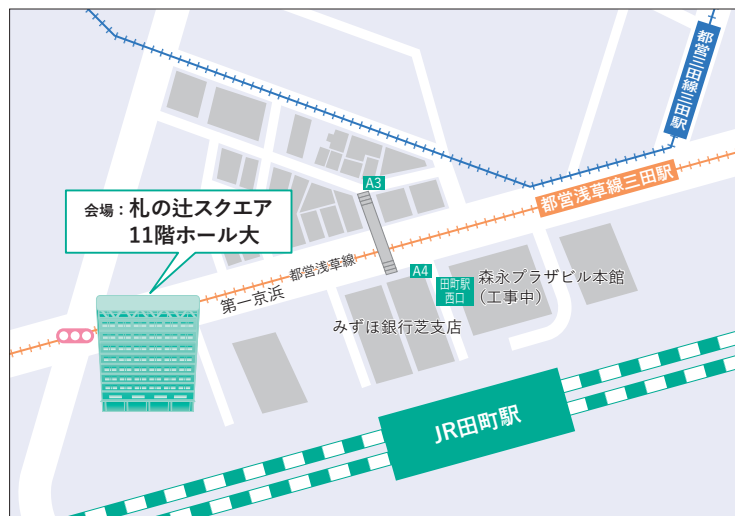 都営三田線三田駅
A3
都営浅草線三田駅
会場：札の辻スクエア
11階ホール大
都営浅草線
A4
田町駅
西口
森永プラザビル本館
（工事中）
第一京浜
みずほ銀行芝支店
JR田町駅